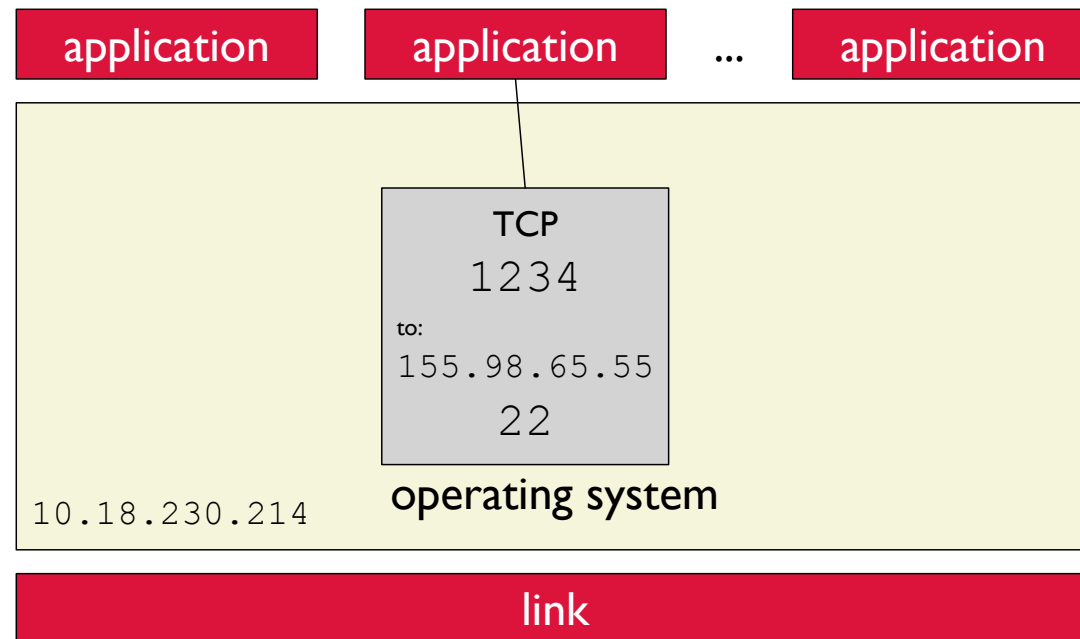 application application ... application
TCP
1234
to:
155.98.65.55
22
operating system
10.18.230.214
link